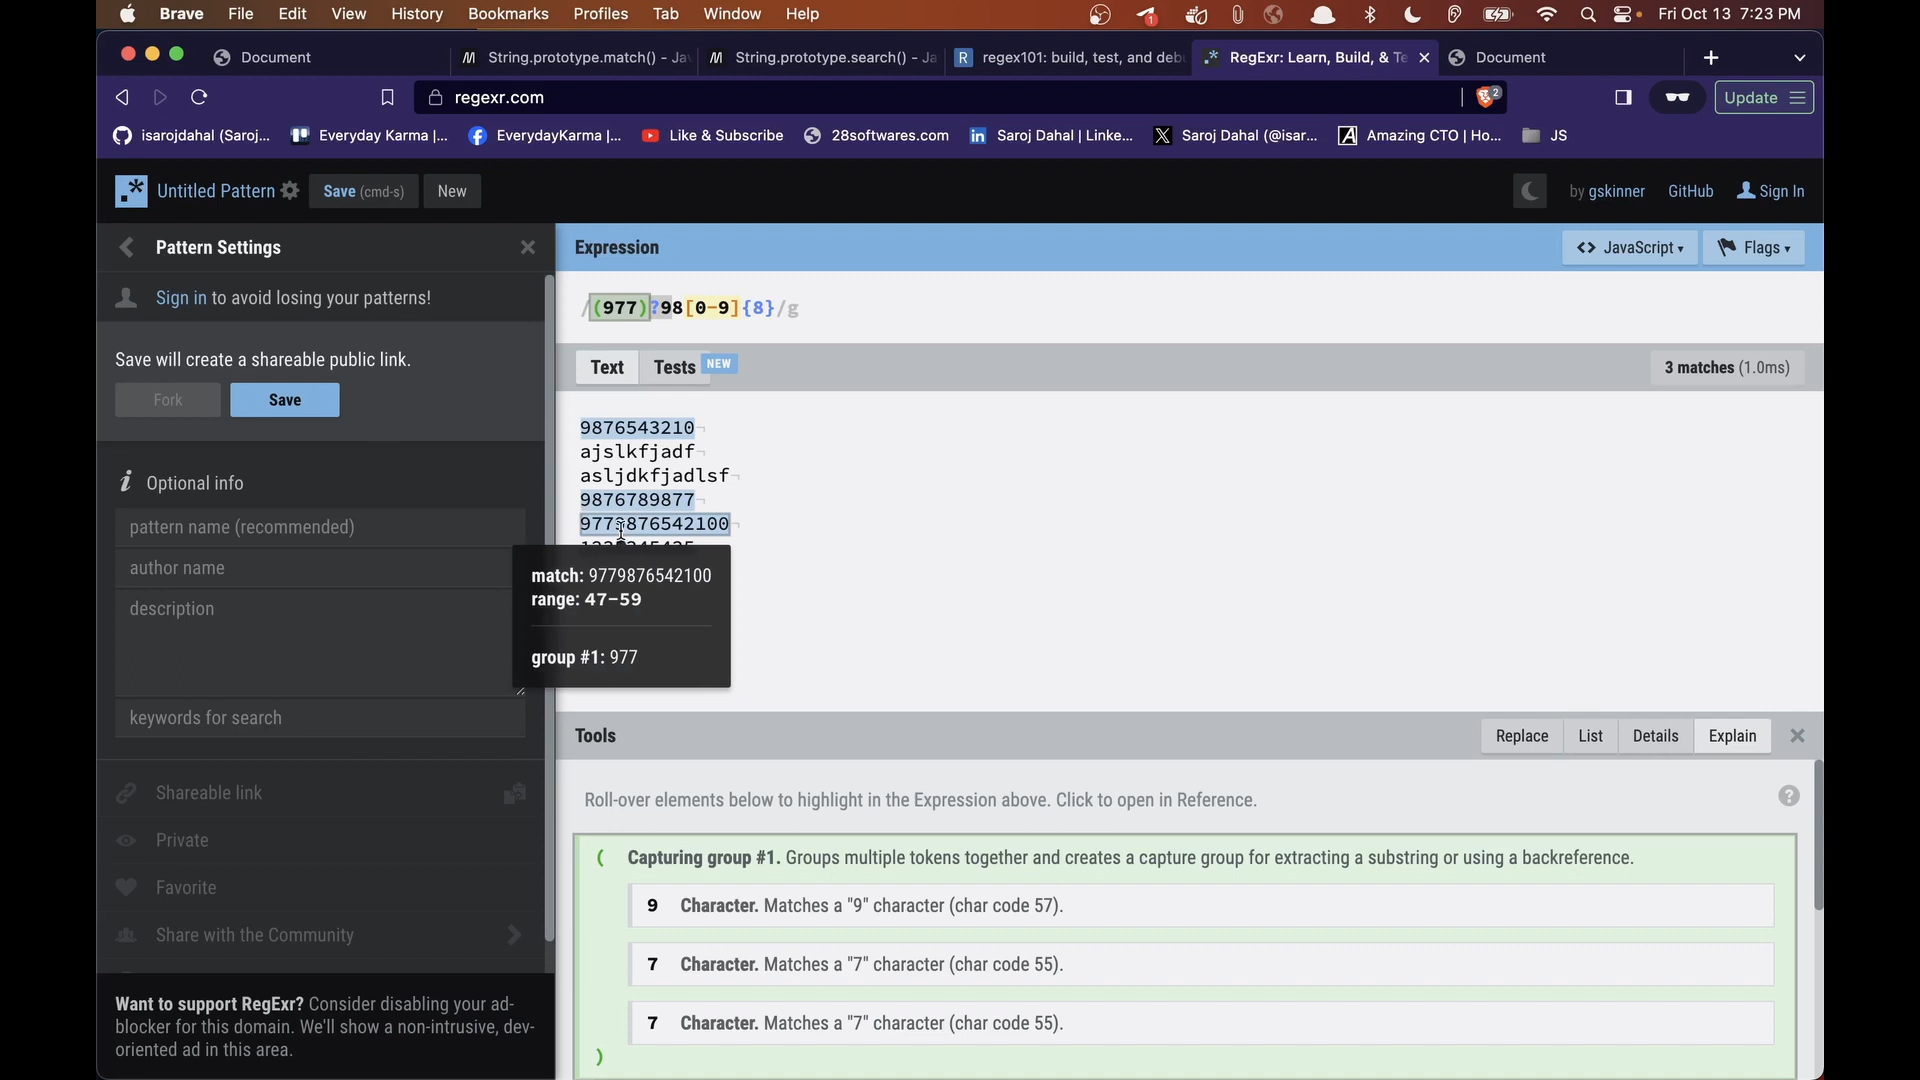 Brave File Edit View History Bookmarks Profiles Tab Window Help 1 Fri Oct 13 7:23 PM
Document String.prototype.match() - Ja String.prototype.search() - Ja R regex101: build, test, and deb RegExr: Learn, Build, & Te Document
regexr.com 2 Update
isarojdahal (Saroj... Everyday Karma |... EverydayKarma |... Like & Subscribe 28softwares.com Saroj Dahal | Linke... Saroj Dahal (@isar... Amazing CTO | Ho... JS
Untitled Pattern Save (cmd-s) New by gskinner GitHub Sign In
Pattern Settings
Sign in to avoid losing your patterns!
Save will create a shareable public link.
Fork Save
Optional info
pattern name (recommended)
author name
description
keywords for search
Shareable link
Private
Favorite
Share with the Community
Want to support RegExr? Consider disabling your ad-
blocker for this domain. We'll show a non-intrusive, dev-
oriented ad in this area.
Expression <> JavaScript Flags
/(977)?98[0-9]{8}/g
Text Tests NEW 3 matches (1.0ms)
9876543210
ajslkfjadf
asljdkfjadlsf
9876789877
9779876542100
match: 9779876542100
range: 47-59
group #1: 977
Tools Replace List Details Explain
Roll-over elements below to highlight in the Expression above. Click to open in Reference. ?
( Capturing group #1. Groups multiple tokens together and creates a capture group for extracting a substring or using a backreference.
9 Character. Matches a "9" character (char code 57).
7 Character. Matches a "7" character (char code 55).
7 Character. Matches a "7" character (char code 55).
)